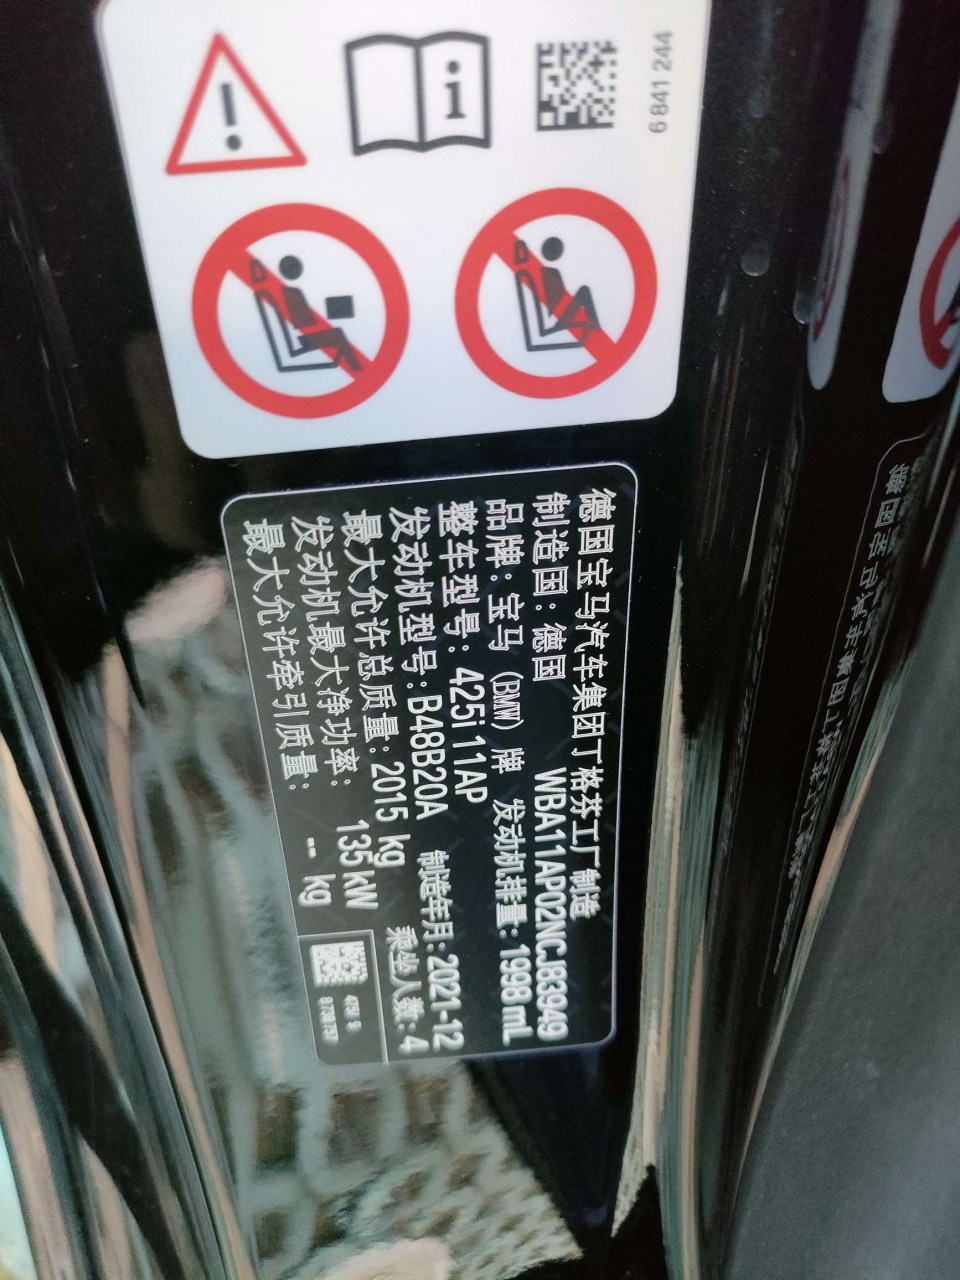 6 841 244
德国宝马汽车集团丁格芬工厂制造
制造国：德国 WBA11AP02NCJ83949
品牌：宝马（BMW）牌 发动机排量：1998 mL
整车型号：425i 11AP
发动机型号：B48B20A 制造年月：2021-12
最大允许总质量：2015 kg 乘坐人数：4
发动机最大净功率： 135 kW
最大允许牵引质量： -- kg